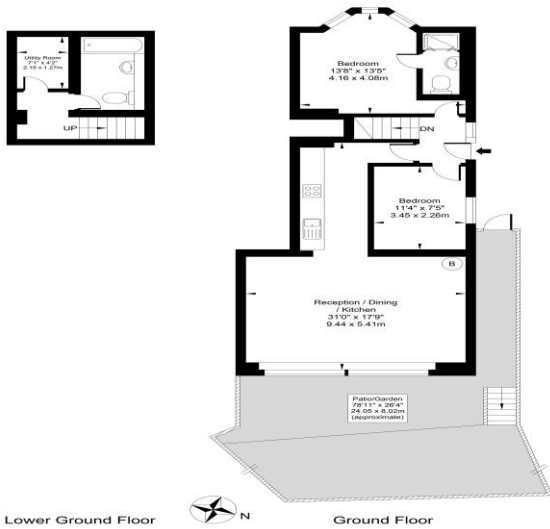 Utility Room
7'1" x 4'2"
2.15 x 1.27m
UP
Bedroom
13'8" x 13'5"
4.16 x 4.08m
DN
Bedroom
11'4" x 7'5"
3.45 x 2.26m
B
Reception / Dining
/ Kitchen
31'0" x 17'9"
9.44 x 5.41m
Patio/Garden
78'11" x 26'4"
24.05 x 8.02m
(approximate)
N
Lower Ground Floor
Ground Floor